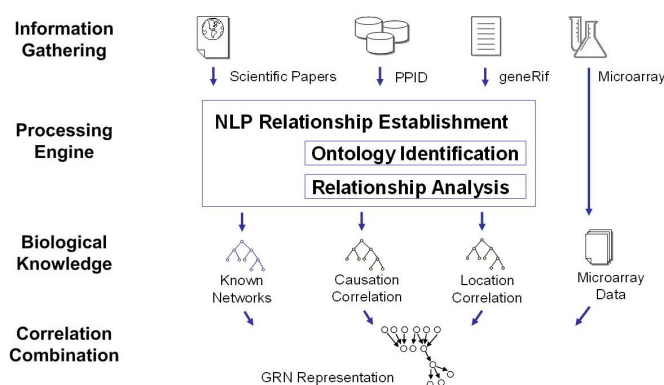 Information
Gathering
Scientific Papers
PPID
geneRif
Microarray
Processing
Engine
NLP Relationship Establishment
Ontology Identification
Relationship Analysis
Biological
Knowledge
Known
Networks
Causation
Correlation
Location
Correlation
Microarray
Data
Correlation
Combination
GRN Representation